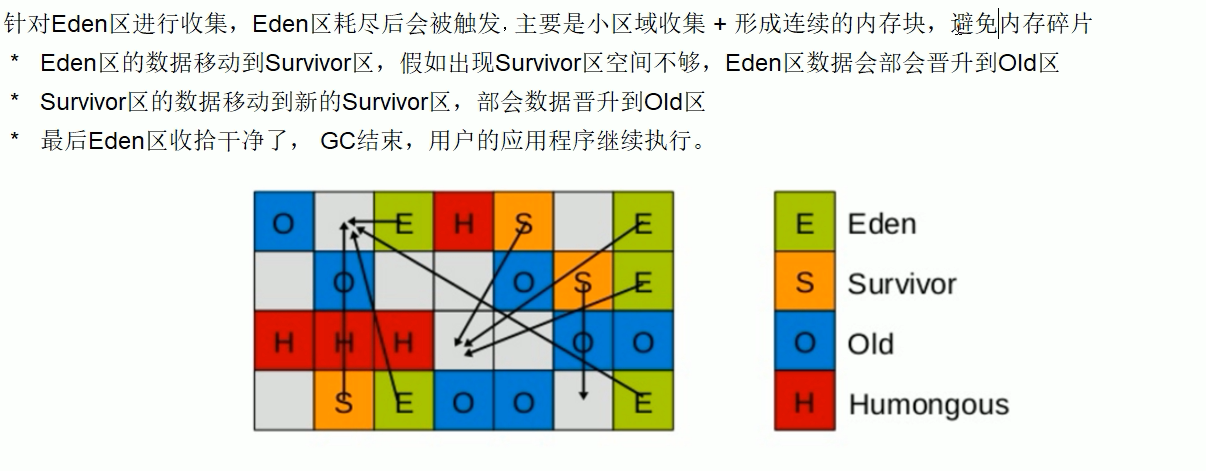 针对Eden区进行收集，Eden区耗尽后会被触发, 主要是小区域收集 + 形成连续的内存块，避免内存碎片
* Eden区的数据移动到Survivor区，假如出现Survivor区空间不够，Eden区数据会部会晋升到Old区
* Survivor区的数据移动到新的Survivor区，部会数据晋升到Old区
* 最后Eden区收拾干净了， GC结束，用户的应用程序继续执行。
O E H S E E Eden
O O S E S Survivor
H H H O O O Old
S E O O E H Humongous